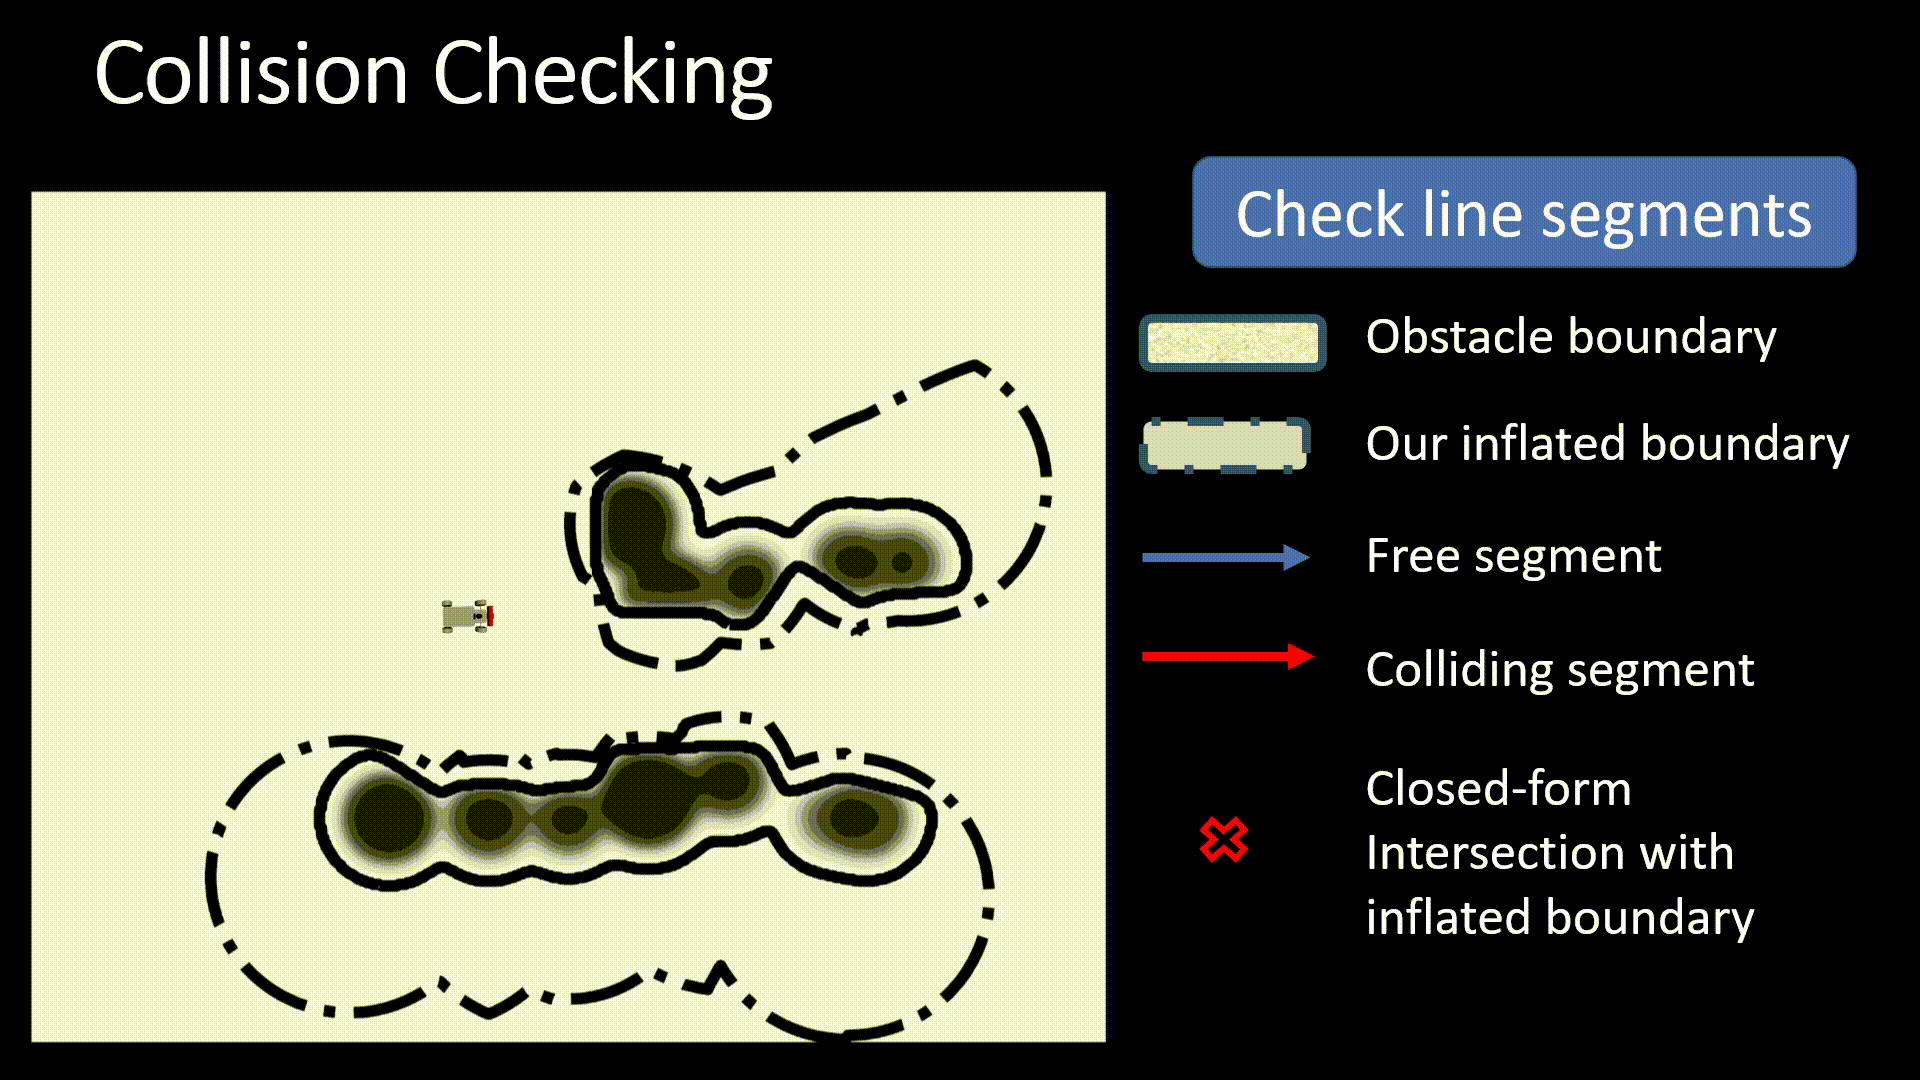 Collision Checking
Check line segments
Obstacle boundary
Our inflated boundary
Free segment
Colliding segment
Closed-form
Intersection with
inflated boundary